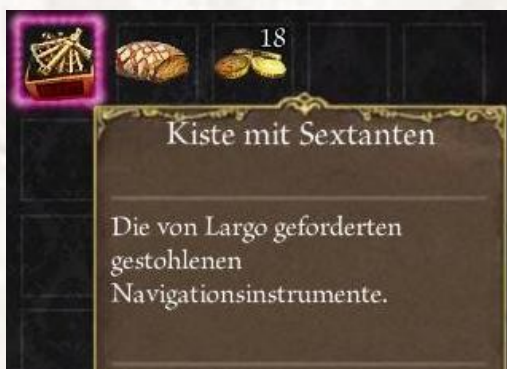 18
Kiste mit Sextanten
Die von Largo geforderten
gestohlenen
Navigationsinstrumente.